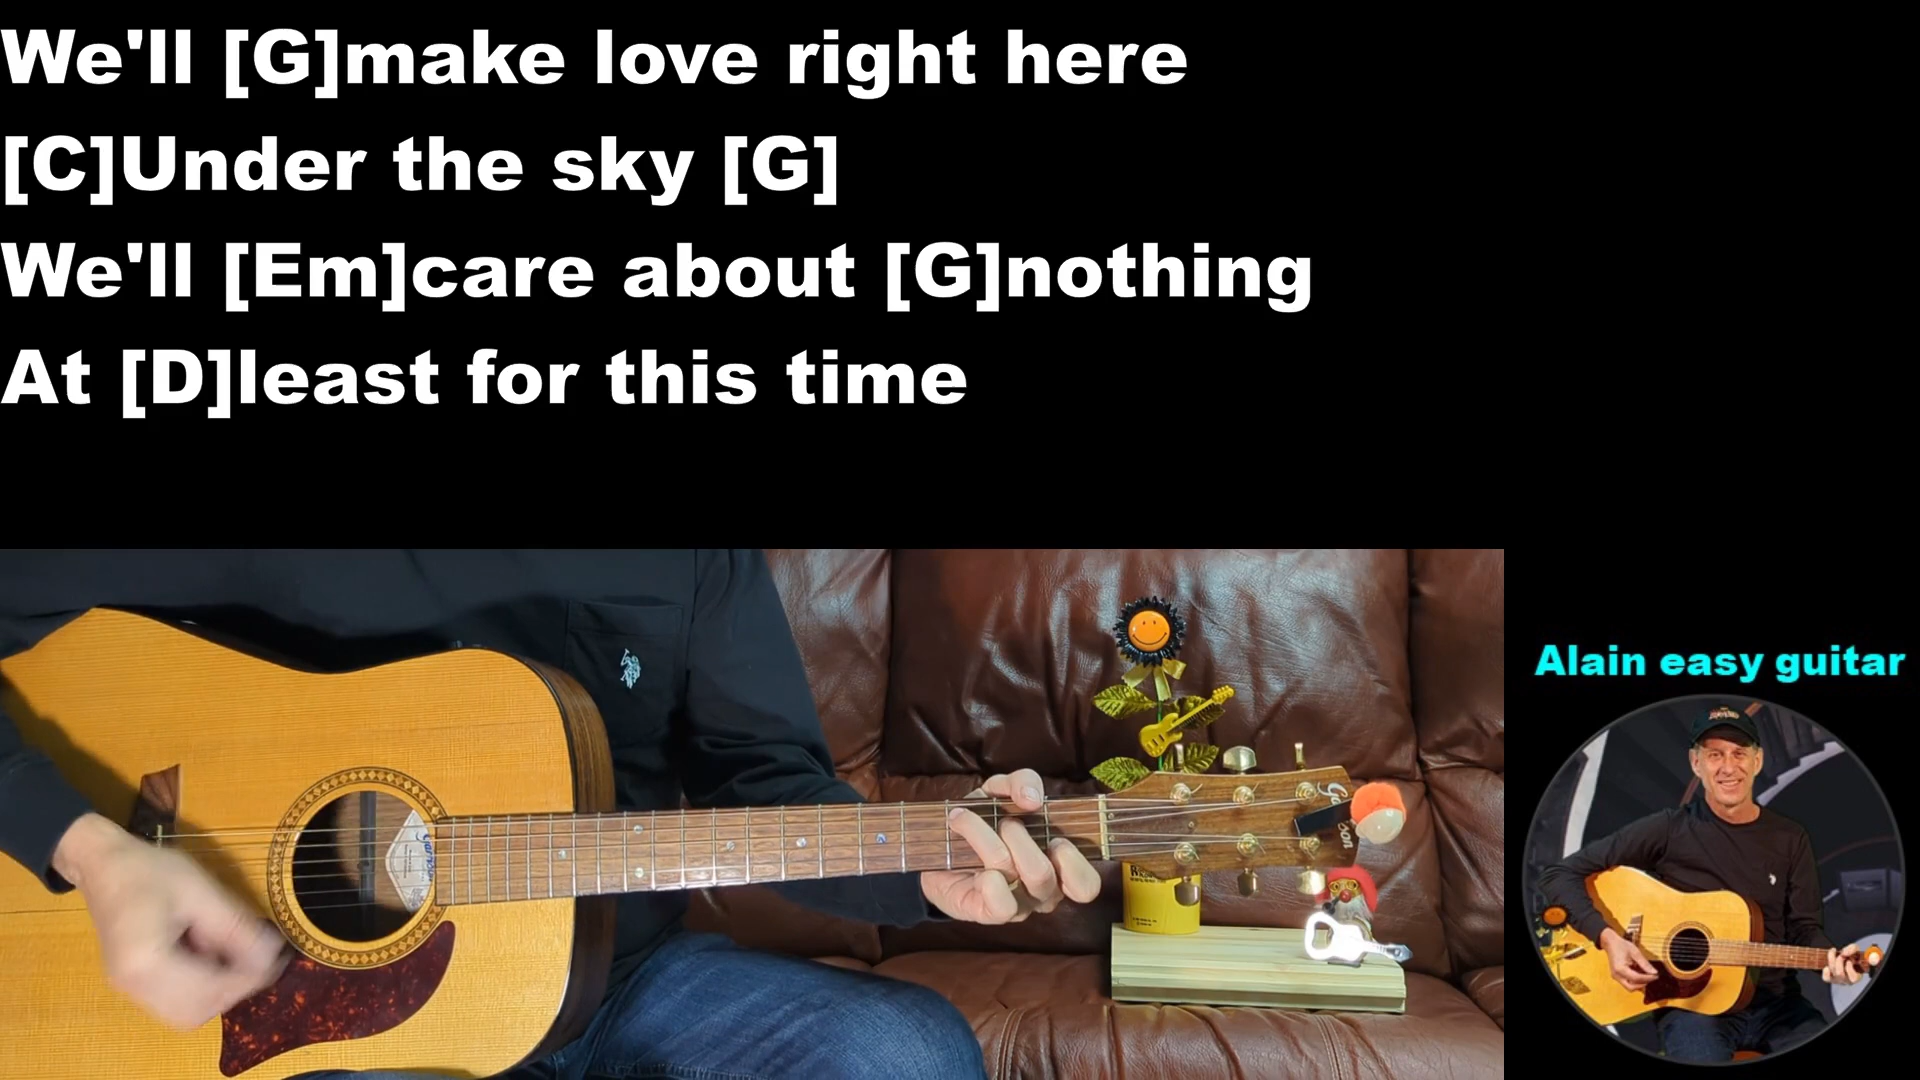 We'll [G]make love right here
[C]Under the sky [G]
We'll [Em]care about [G]nothing
At [D]least for this time
Alain easy guitar